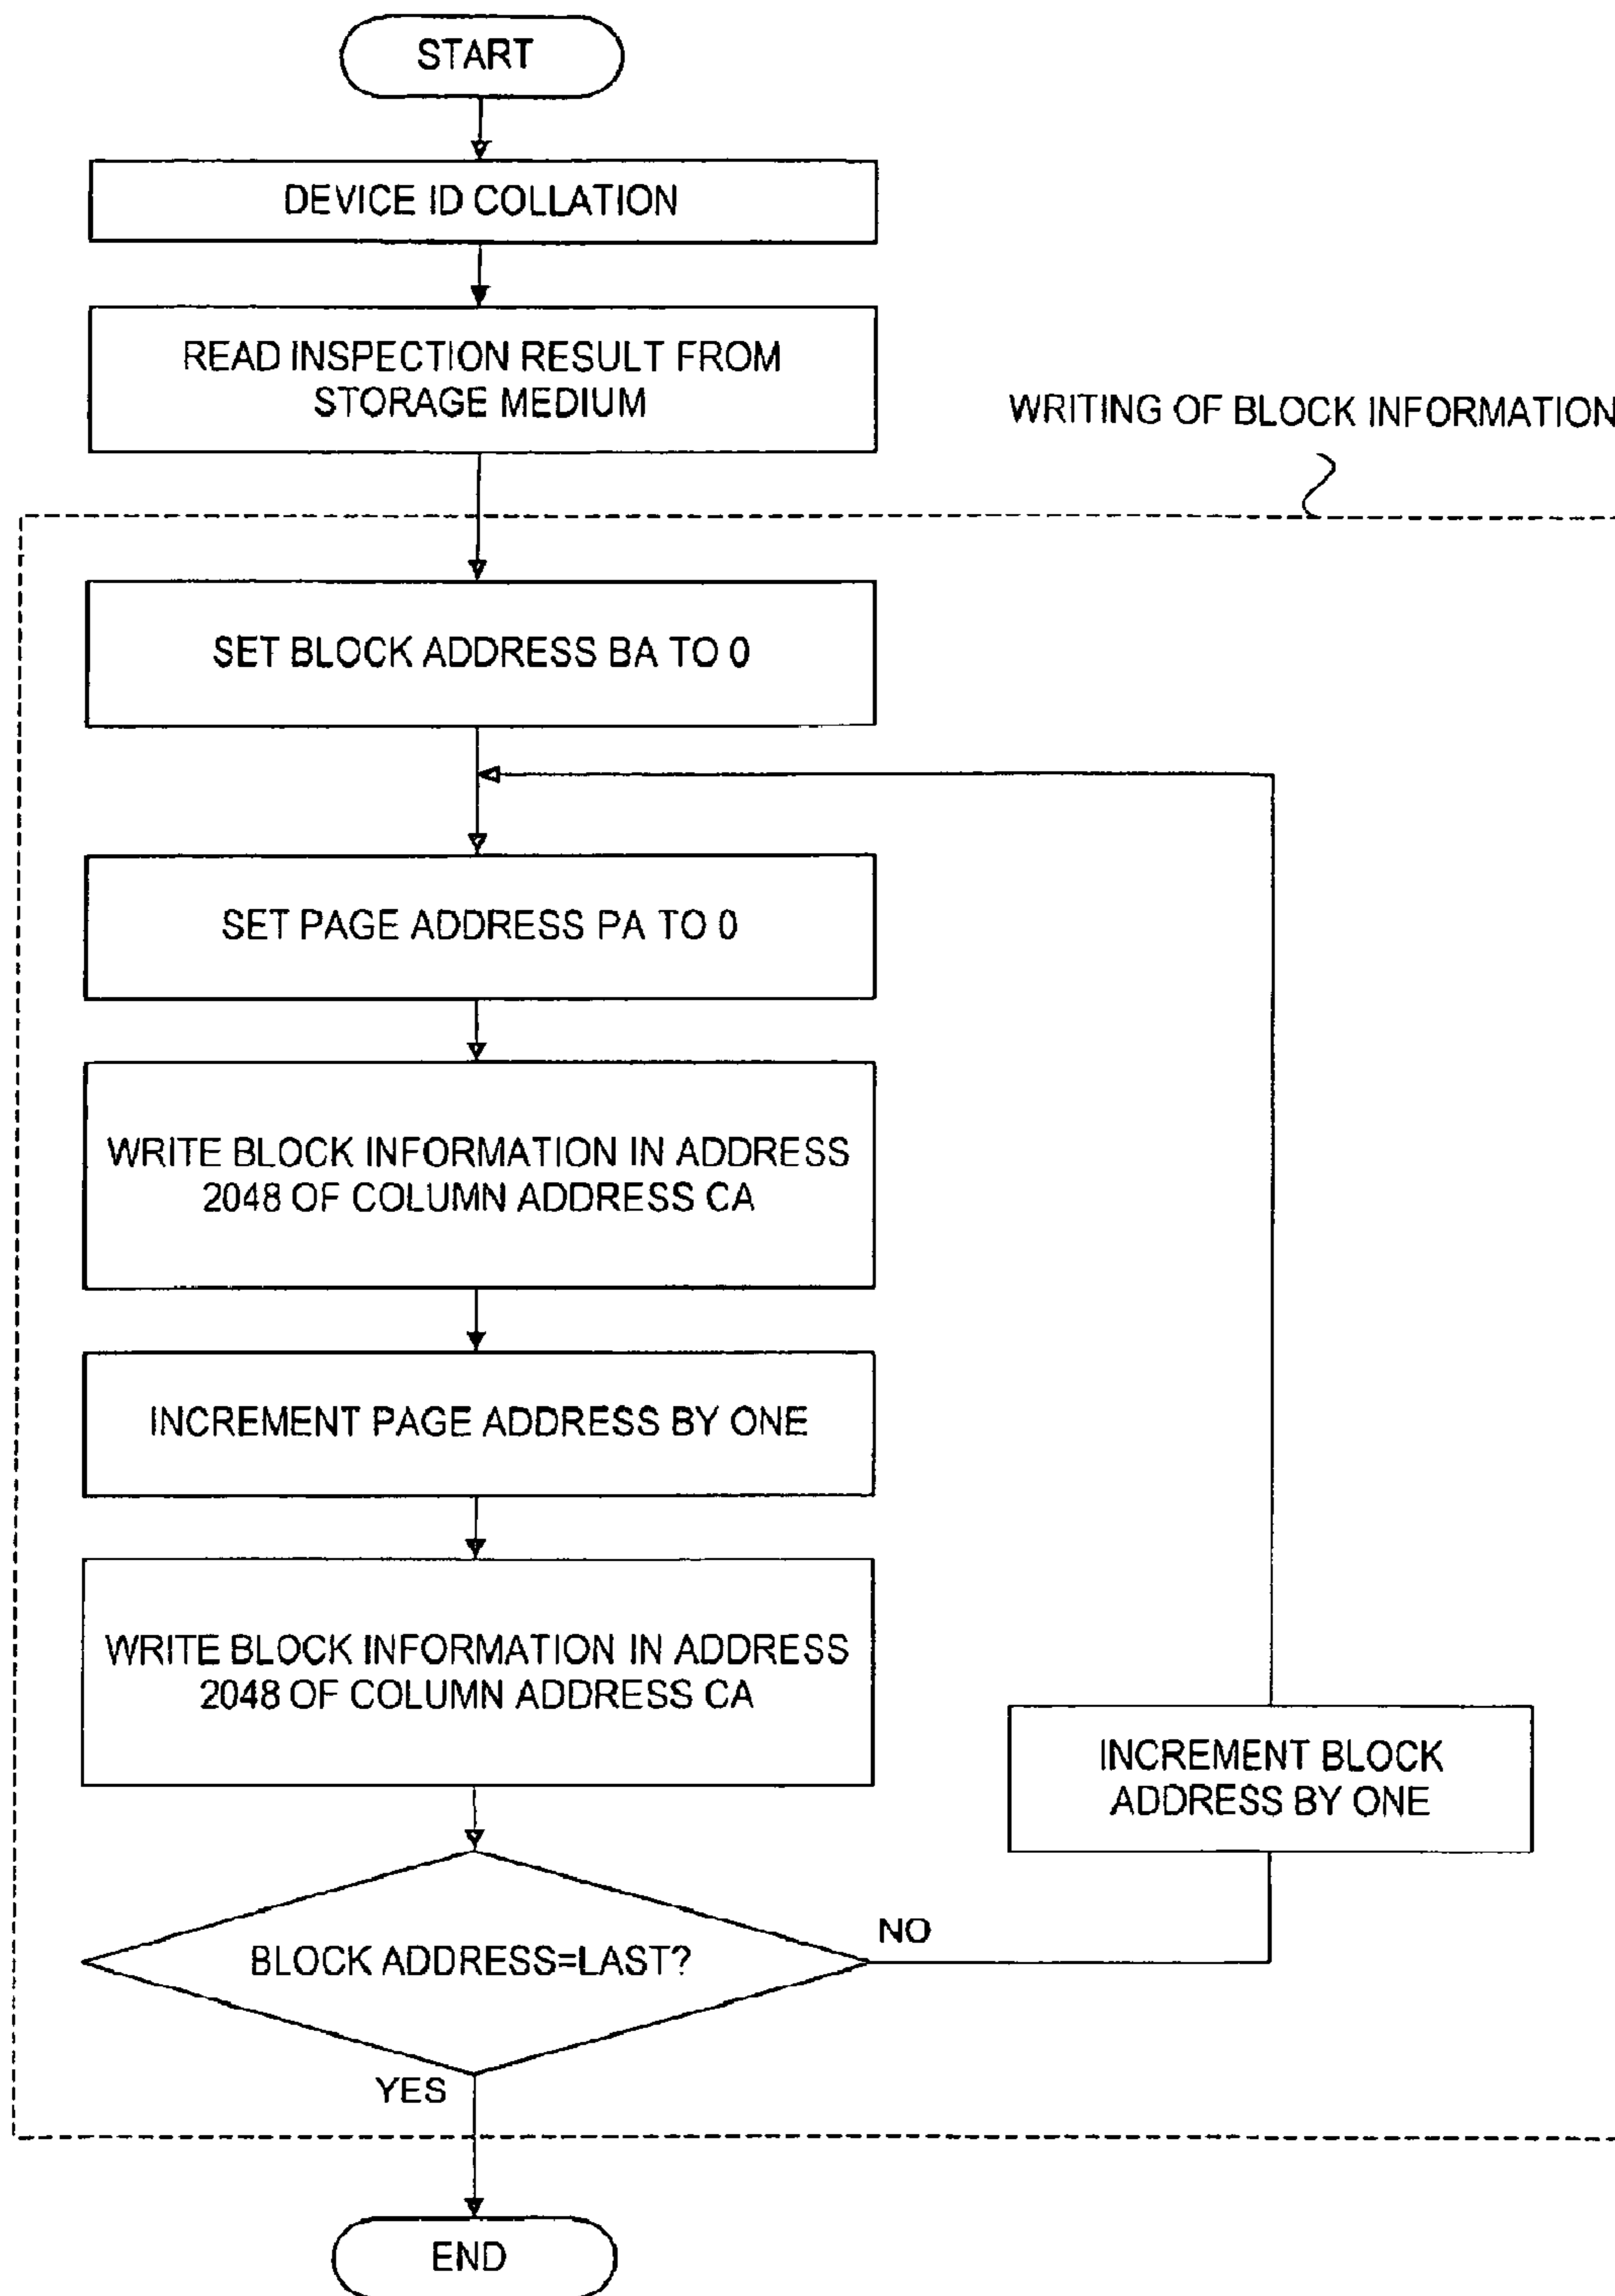 START
DEVICE ID COLLATION
READ INSPECTION RESULT FROM
STORAGE MEDIUM
WRITING OF BLOCK INFORMATION
SET BLOCK ADDRESS BA TO 0
SET PAGE ADDRESS PA TO 0
WRITE BLOCK INFORMATION IN ADDRESS
2048 OF COLUMN ADDRESS CA
INCREMENT PAGE ADDRESS BY ONE
WRITE BLOCK INFORMATION IN ADDRESS
2048 OF COLUMN ADDRESS CA
INCREMENT BLOCK
ADDRESS BY ONE
BLOCK ADDRESS=LAST?
NO
YES
END